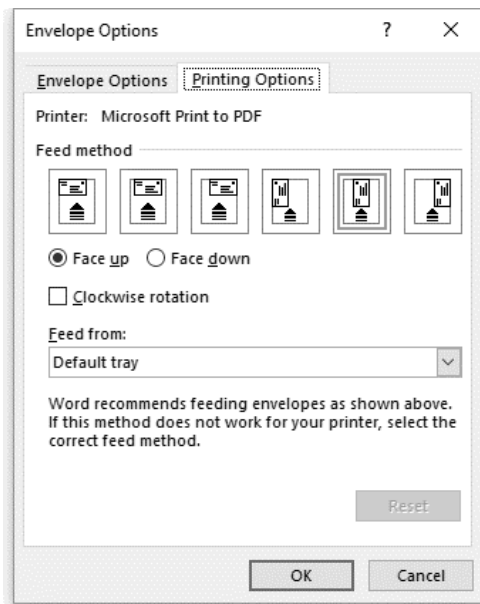 Envelope Options ? X
Envelope Options Printing Options
Printer: Microsoft Print to PDF
Feed method
Face up Face down
Clockwise rotation
Feed from:
Default tray
Word recommends feeding envelopes as shown above.
If this method does not work for your printer, select the
correct feed method.
Reset
OK Cancel